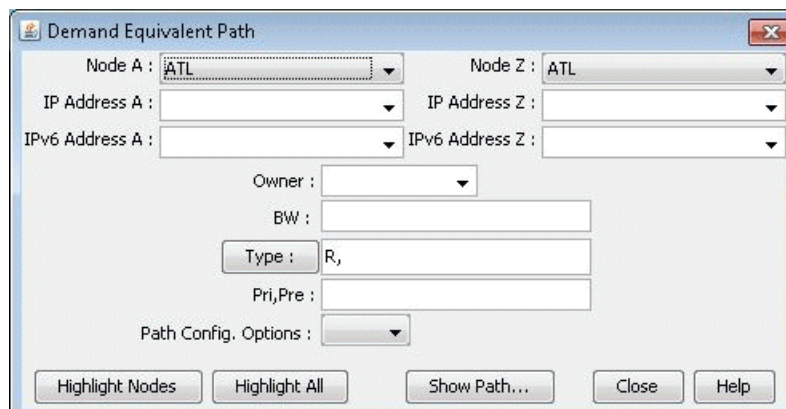 Demand Equivalent Path
Node A : ATL Node Z : ATL
IP Address A : IP Address Z :
IPv6 Address A : IPv6 Address Z :
Owner :
BW :
Type : R,
Pri,Pre :
Path Config. Options :
Highlight Nodes Highlight All Show Path... Close Help